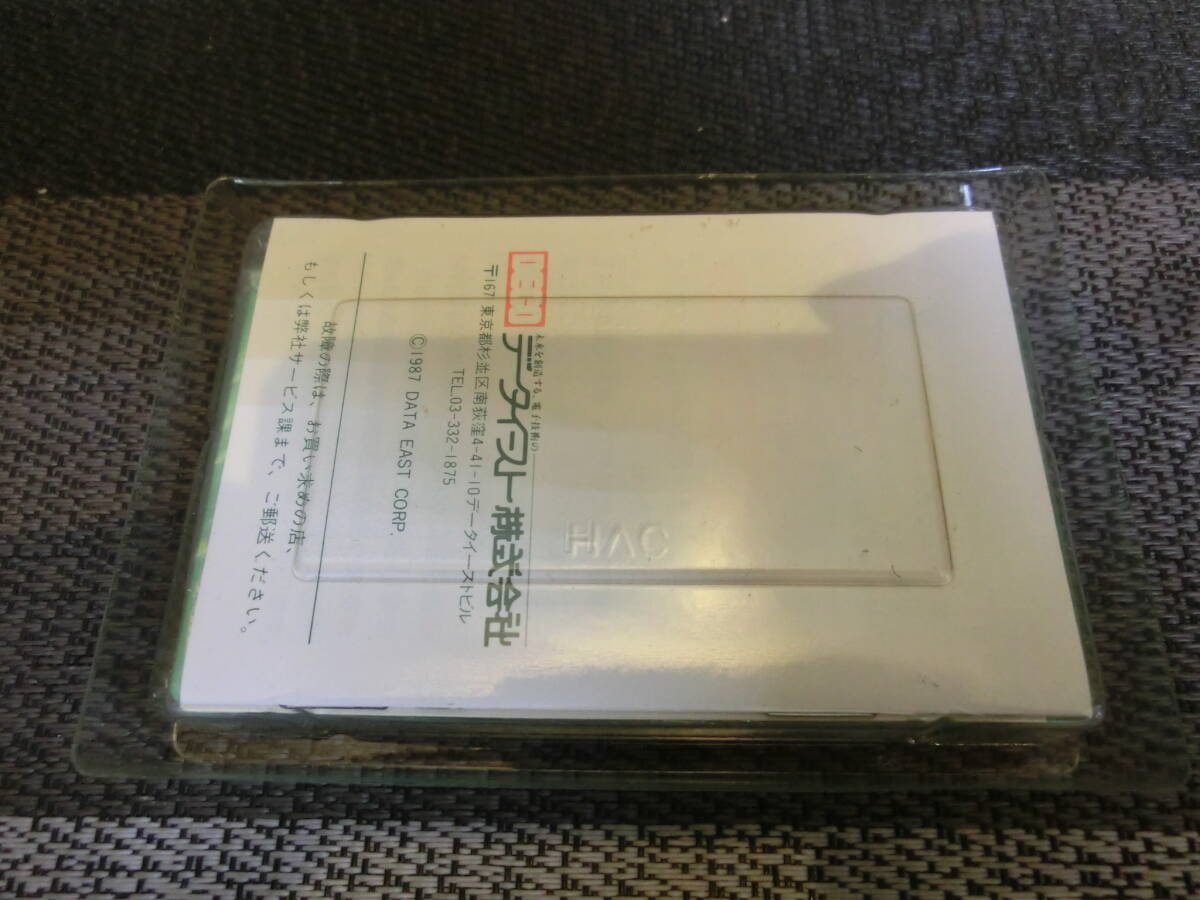 DECO
未来を創造する、電子技術の
データイースト株式会社
〒167 東京都杉並区南荻窪4-41-10データイーストビル
TEL.03-332-1875
©1987 DATA EAST CORP.
故障の際は、お買い求めの店、
もしくは弊社サービス課まで、ご郵送ください。
HVC